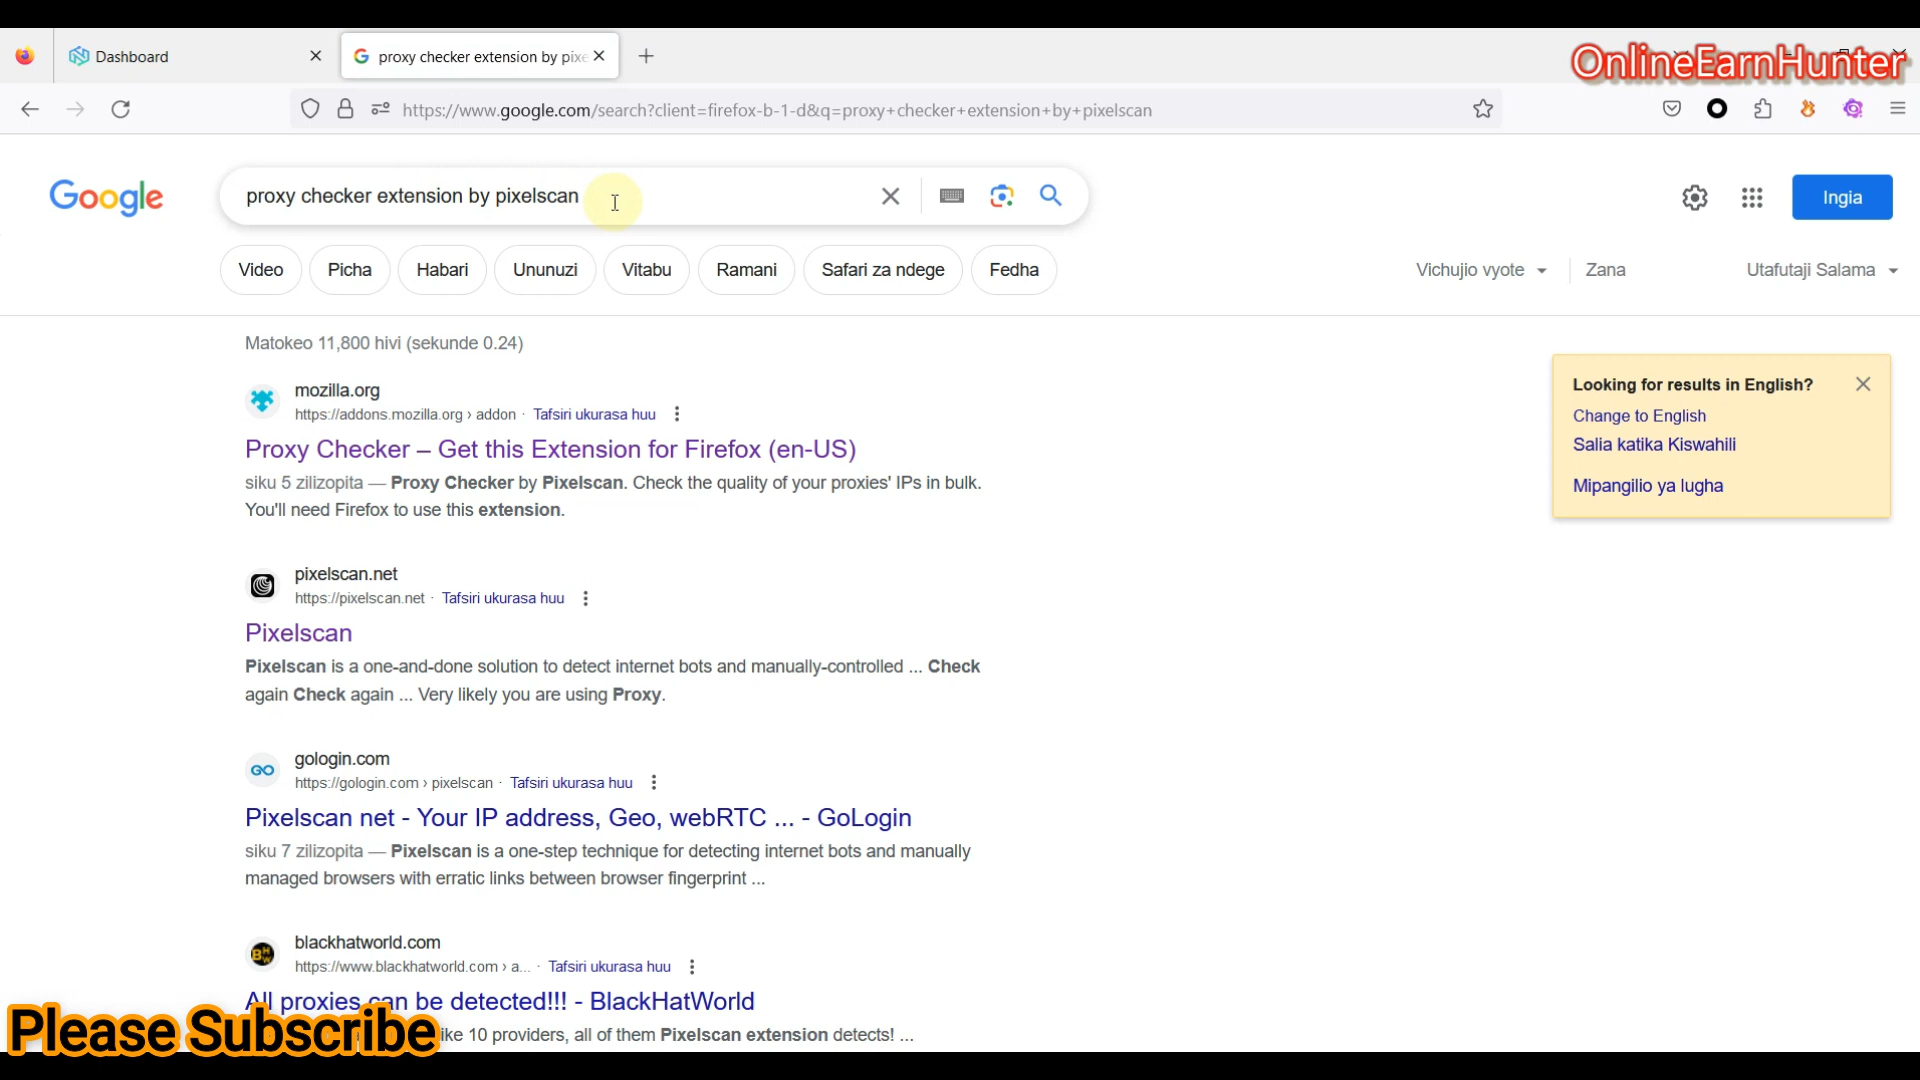 Dashboard
proxy checker extension by pixe
OnlineEarnHunter
https://www.google.com/search?client=firefox-b-1-d&q=proxy+checker+extension+by+pixelscan
Google
proxy checker extension by pixelscan
Ingia
Video
Picha
Habari
Ununuzi
Vitabu
Ramani
Safari za ndege
Fedha
Vichujio vyote
Zana
Utafutaji Salama
Matokeo 11,800 hivi (sekunde 0.24)
mozilla.org
https://addons.mozilla.org › addon · Tafsiri ukurasa huu
Proxy Checker – Get this Extension for Firefox (en-US)
siku 5 zilizopita — Proxy Checker by Pixelscan. Check the quality of your proxies' IPs in bulk.
You'll need Firefox to use this extension.
Looking for results in English?
Change to English
Salia katika Kiswahili
Mipangilio ya lugha
pixelscan.net
https://pixelscan.net · Tafsiri ukurasa huu
Pixelscan
Pixelscan is a one-and-done solution to detect internet bots and manually-controlled ... Check
again Check again ... Very likely you are using Proxy.
GO
gologin.com
https://gologin.com › pixelscan · Tafsiri ukurasa huu
Pixelscan net - Your IP address, Geo, webRTC ... - GoLogin
siku 7 zilizopita — Pixelscan is a one-step technique for detecting internet bots and manually
managed browsers with erratic links between browser fingerprint ...
BHW
blackhatworld.com
https://www.blackhatworld.com › a... · Tafsiri ukurasa huu
All proxies can be detected!!! - BlackHatWorld
ike 10 providers, all of them Pixelscan extension detects! ...
Please Subscribe